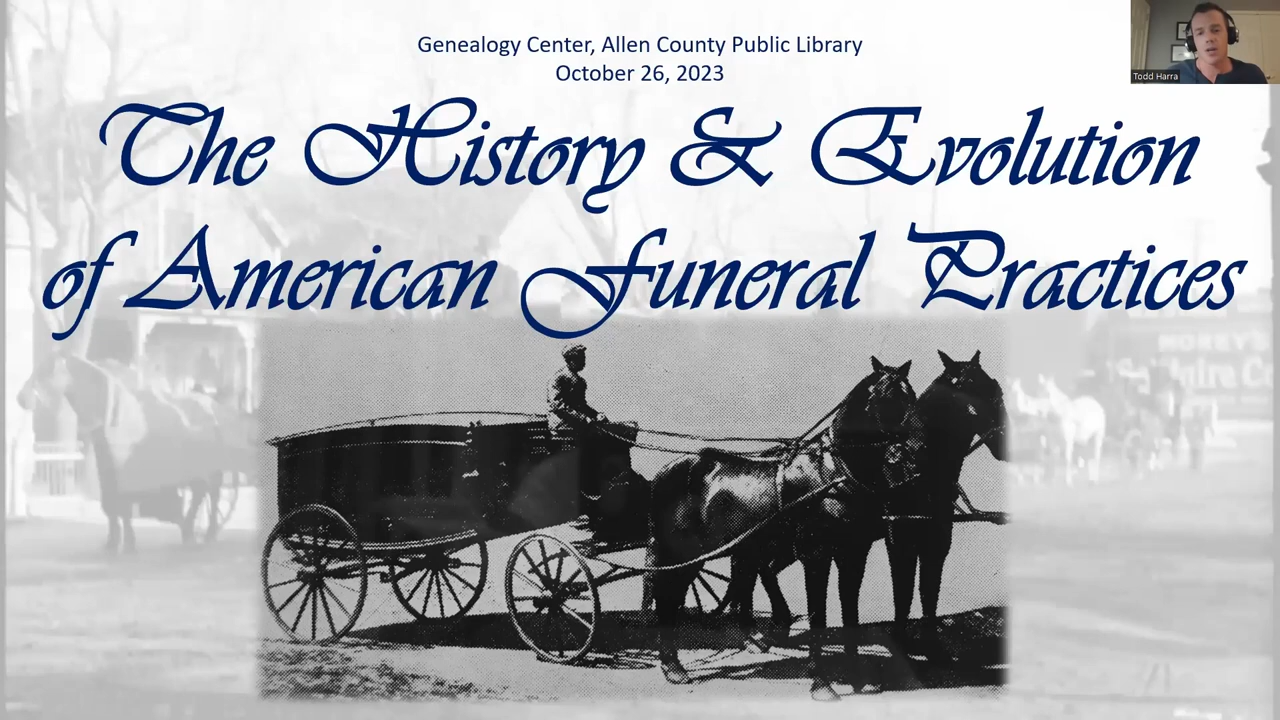 Genealogy Center, Allen County Public Library
October 26, 2023
Todd Harra
The History & Evolution
of American Funeral Practices